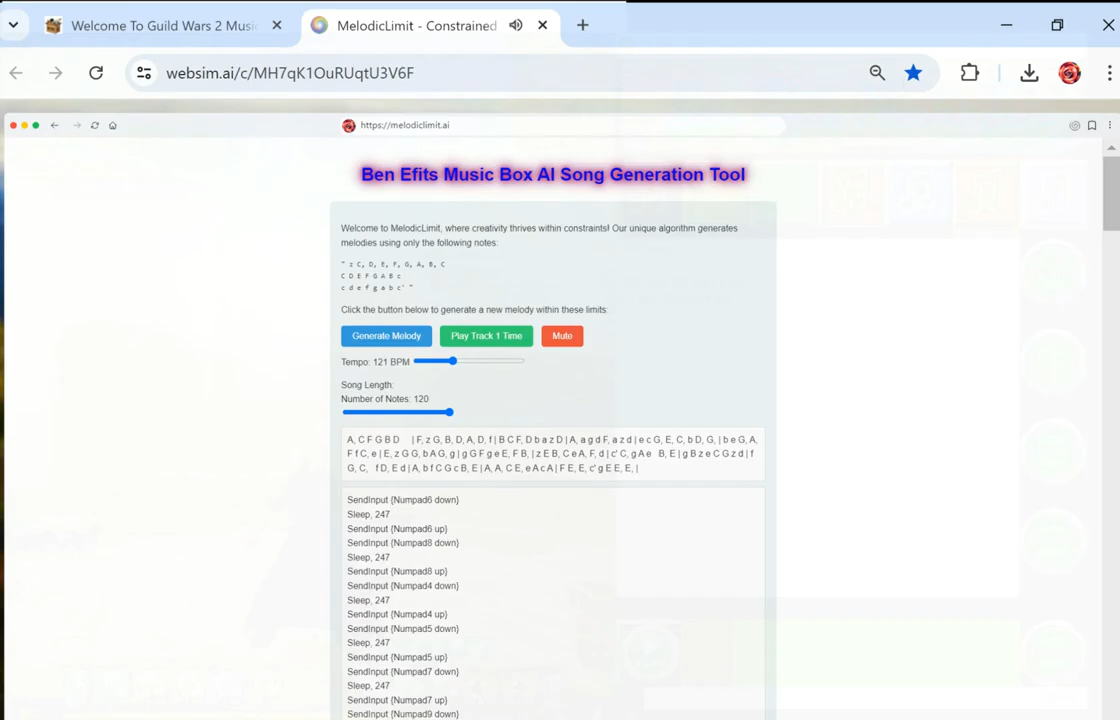 Welcome To Guild Wars 2 Musi
MelodicLimit - Constrained
websim.ai/c/MH7qK1OuRUqtU3V6F
https://melodiclimit.ai
Ben Efits Music Box AI Song Generation Tool
Welcome to MelodicLimit, where creativity thrives within constraints! Our unique algorithm generates
melodies using only the following notes:
" z C, D, E, F, G, A, B, C
C D E F G A B c
c d e f g a b c' "
Click the button below to generate a new melody within these limits:
Generate Melody Play Track 1 Time Mute
Tempo: 121 BPM
Song Length:
Number of Notes: 120
A, C F G B D | F, z G, B, D, A, D, f | B C F, D b a z D | A, a g d F, a z d | e c G, E, C, b D, G, | b e G, A,
F f C, e | E, z G G, b A G, g | g G F g e E, F B, | z E B, C e A, F, d | c' C, g A e B, E | g B z e C G z d | f
G, C, f D, E d | A, b f C G c B, E | A, A, C E, e A c A | F E, E, c' g E E, E, |
SendInput {Numpad6 down}
Sleep, 247
SendInput {Numpad6 up}
SendInput {Numpad8 down}
Sleep, 247
SendInput {Numpad8 up}
SendInput {Numpad4 down}
Sleep, 247
SendInput {Numpad4 up}
SendInput {Numpad5 down}
Sleep, 247
SendInput {Numpad5 up}
SendInput {Numpad7 down}
Sleep, 247
SendInput {Numpad7 up}
SendInput {Numpad9 down}